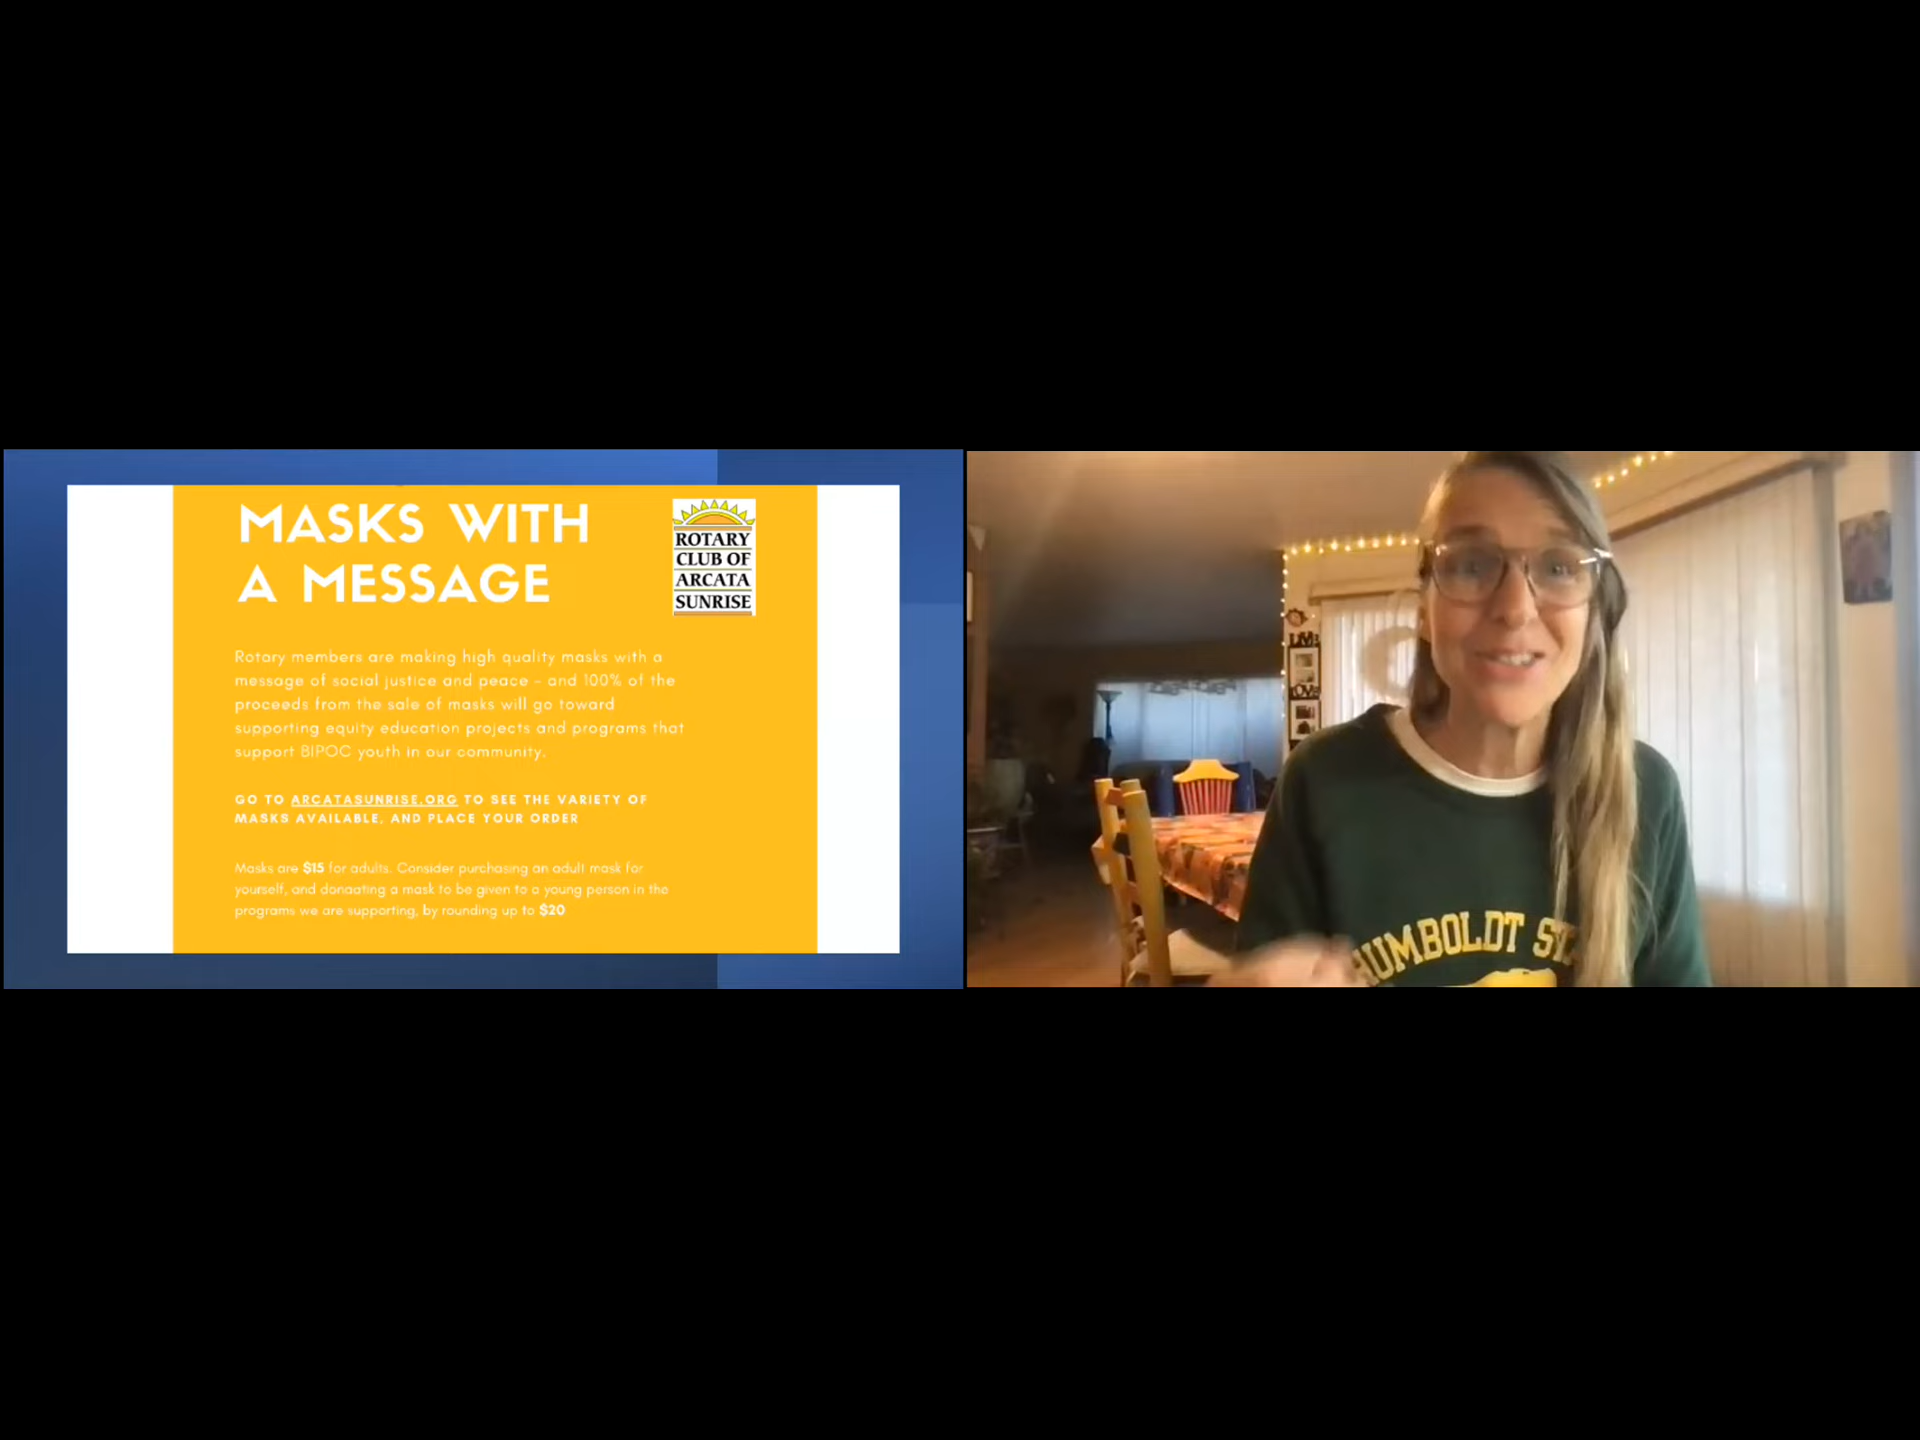 MASKS WITH
A MESSAGE
ROTARY
CLUB OF
ARCATA
SUNRISE
Rotary members are making high quality masks with a
message of social justice and peace - and 100% of the
proceeds from the sale of masks will go toward
supporting equity education projects and programs that
support BIPOC youth in our community.
GO TO ARCATASUNRISE.ORG TO SEE THE VARIETY OF
MASKS AVAILABLE, AND PLACE YOUR ORDER
Masks are $15 for adults. Consider purchasing an adult mask for
yourself, and donaating a mask to be given to a young person in the
programs we are supporting, by rounding up to $20
LIVE
LOVE
HUMBOLDT